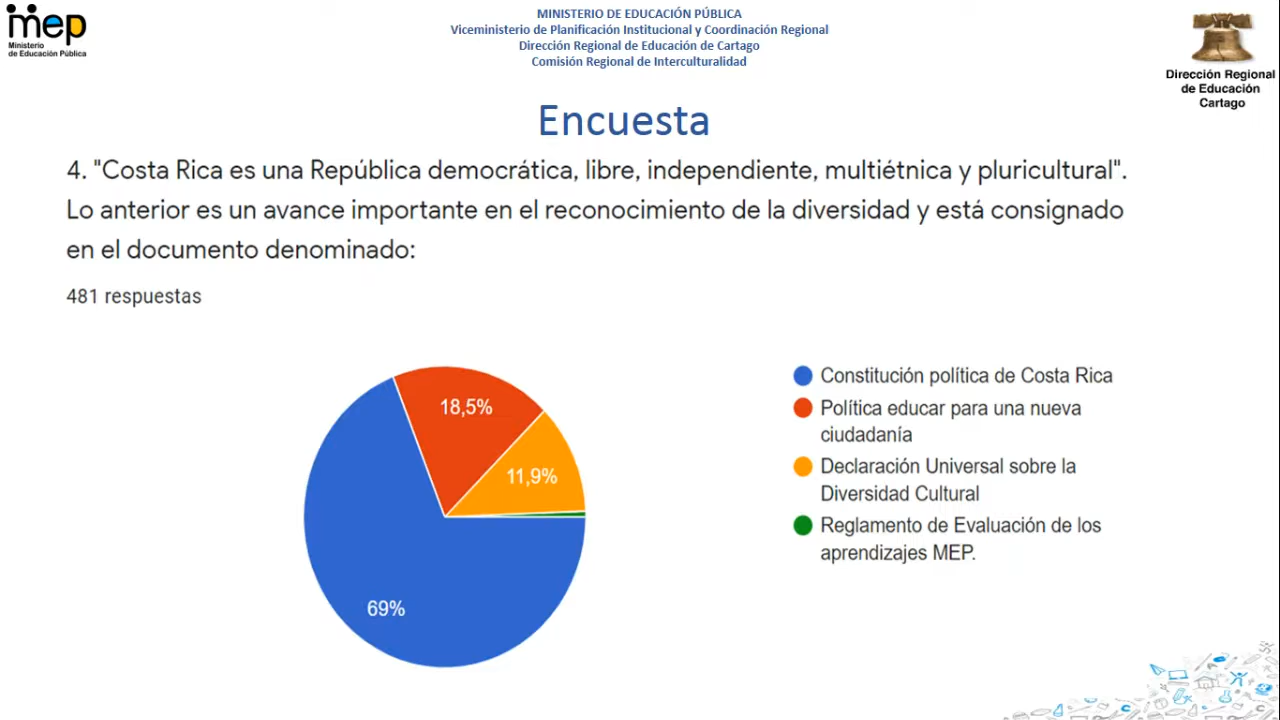 mep
Ministerio
de Educación Pública
MINISTERIO DE EDUCACIÓN PÚBLICA
Viceministerio de Planificación Institucional y Coordinación Regional
Dirección Regional de Educación de Cartago
Comisión Regional de Interculturalidad
Dirección Regional
de Educación
Cartago
Encuesta
4. "Costa Rica es una República democrática, libre, independiente, multiétnica y pluricultural".
Lo anterior es un avance importante en el reconocimiento de la diversidad y está consignado
en el documento denominado:
481 respuestas
18,5%
11,9%
69%
Constitución política de Costa Rica
Política educar para una nueva
ciudadanía
Declaración Universal sobre la
Diversidad Cultural
Reglamento de Evaluación de los
aprendizajes MEP.